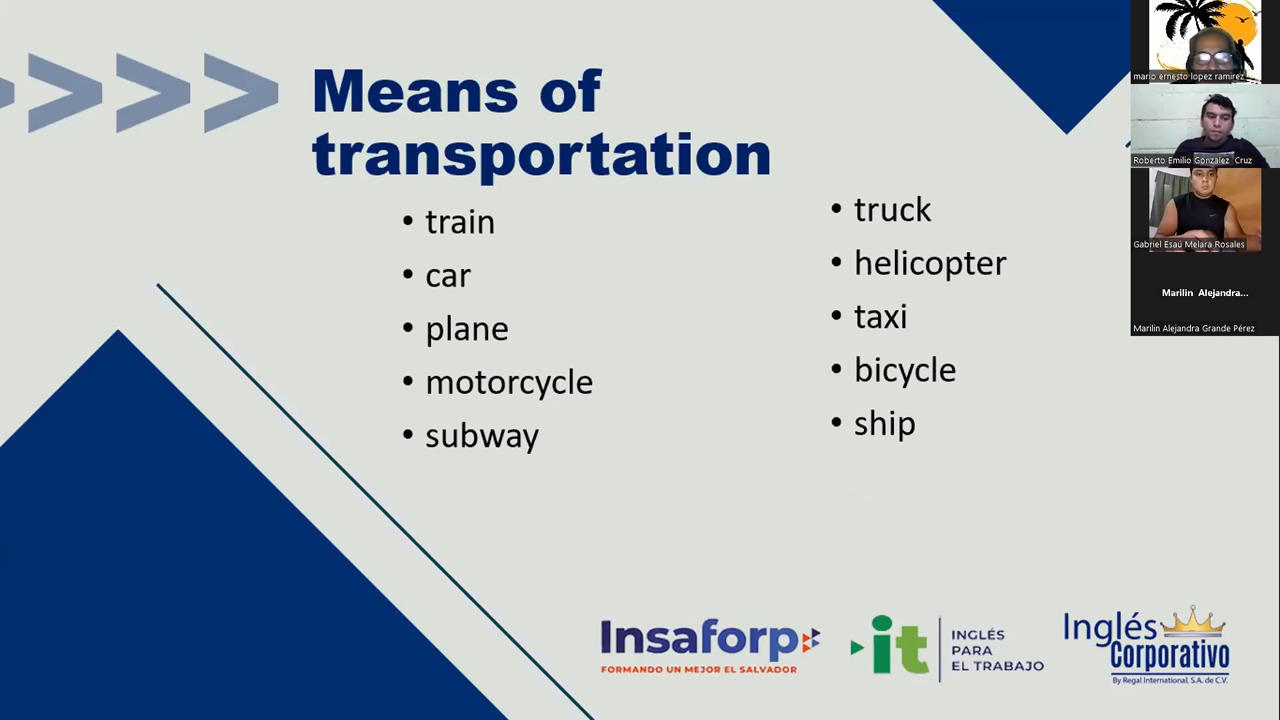 Means of
transportation
• train
• car
• plane
• motorcycle
• subway
• truck
• helicopter
• taxi
• bicycle
• ship
Insaforp
FORMANDO UN MEJOR EL SALVADOR
it
INGLÉS
PARA
EL TRABAJO
Inglés
Corporativo
By Regal International, S.A. de C.V.
mario ernesto lopez ramirez
Roberto Emilio Gonzalez Cruz
Gabriel Esaú Melara Rosales
Marilin Alejandra...
Marilin Alejandra Grande Pérez